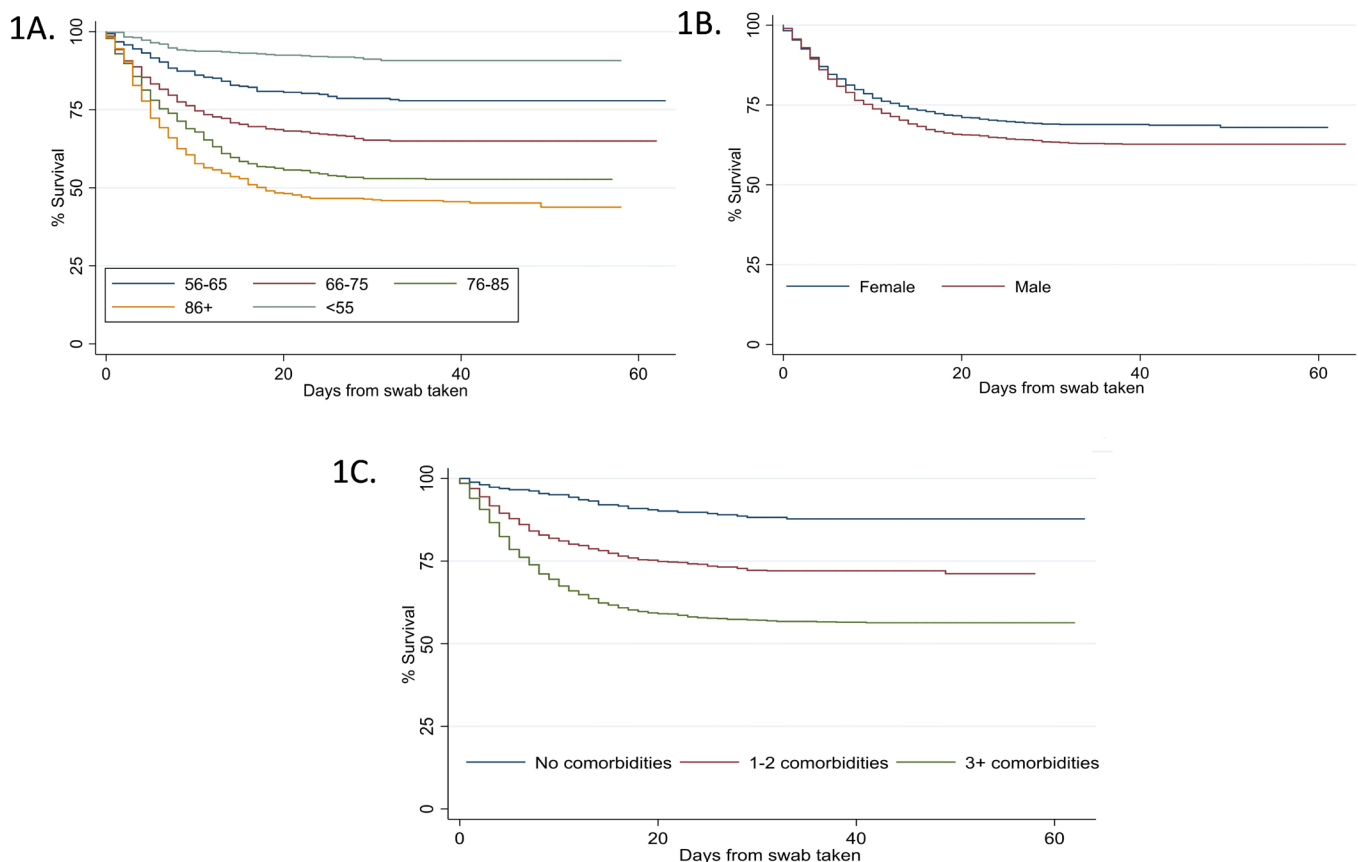 1A.
100
75
50
25
0
% Survival
56-65 66-75 76-85
86+ <55
0 20 40 60
Days from swab taken
1B.
100
75
50
25
0
% Survival
Female Male
0 20 40 60
Days from swab taken
1C.
100
75
50
25
0
% Survival
No comorbidities 1-2 comorbidities 3+ comorbidities
0 20 40 60
Days from swab taken